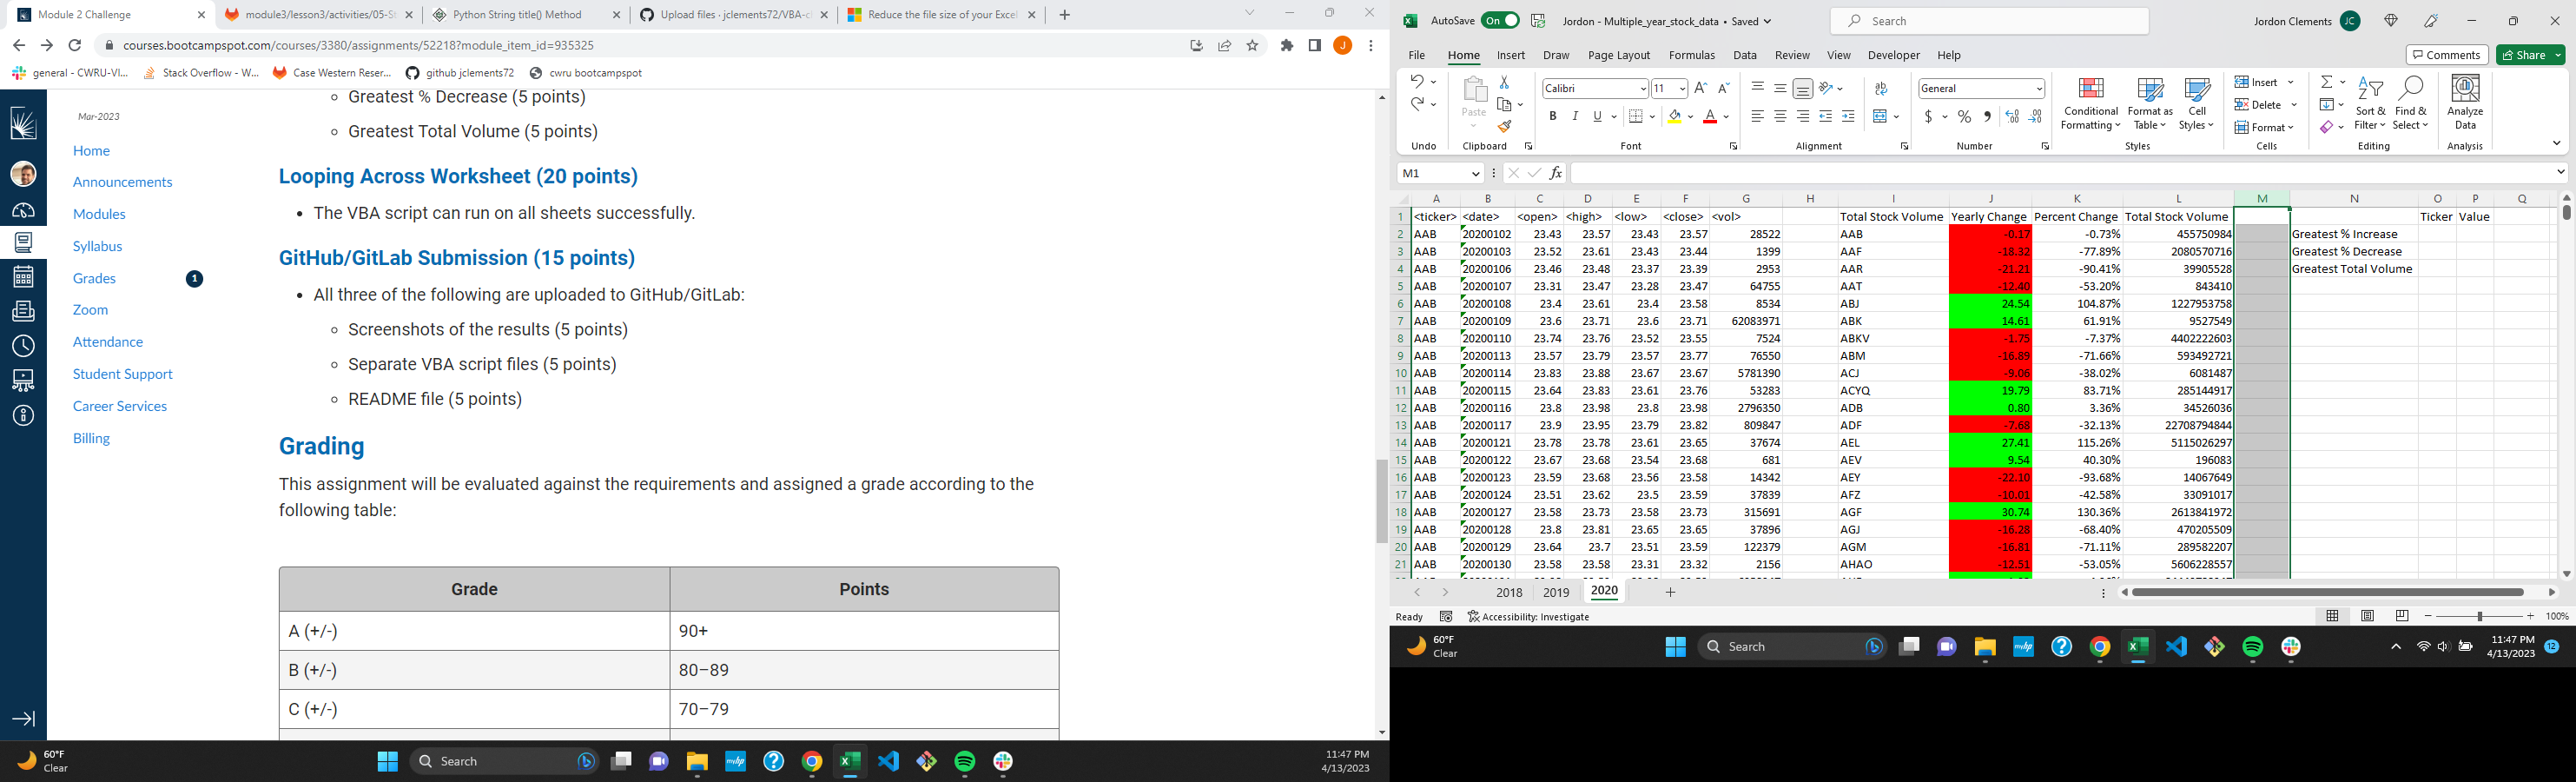 Module 2 Challenge
module3/lesson3/activities/05-St
Python String title() Method
Upload files · jclements72/VBA-cl
Reduce the file size of your Excel
courses.bootcampspot.com/courses/3380/assignments/52218?module_item_id=935325
J
general - CWRU-VI...
Stack Overflow - W...
Case Western Reser...
github jclements72
cwru bootcampspot
Mar-2023
Home
Announcements
Modules
Syllabus
Grades
1
Zoom
Attendance
Student Support
Career Services
Billing
Greatest % Decrease (5 points)
Greatest Total Volume (5 points)
Looping Across Worksheet (20 points)
The VBA script can run on all sheets successfully.
GitHub/GitLab Submission (15 points)
All three of the following are uploaded to GitHub/GitLab:
Screenshots of the results (5 points)
Separate VBA script files (5 points)
README file (5 points)
Grading
This assignment will be evaluated against the requirements and assigned a grade according to the
following table:
Grade Points
A (+/-) 90+
B (+/-) 80–89
C (+/-) 70–79
60°F
Clear
Search
11:47 PM
4/13/2023
AutoSave On Jordon - Multiple_year_stock_data • Saved Search Jordon Clements JC
File Home Insert Draw Page Layout Formulas Data Review View Developer Help Comments Share
Calibri 11 General
Paste
Conditional Formatting
Format as Table
Cell Styles
Insert
Delete
Format
Sort & Filter
Find & Select
Analyze Data
Undo Clipboard Font Alignment Number Styles Cells Editing Analysis
M1 fx
A B C D E F G H I J K L M N O P Q
1 <ticker> <date> <open> <high> <low> <close> <vol> Total Stock Volume Yearly Change Percent Change Total Stock Volume Ticker Value
2 AAB 20200102 23.43 23.57 23.43 23.57 28522 AAB -0.17 -0.73% 455750984 Greatest % Increase
3 AAB 20200103 23.52 23.61 23.43 23.44 1399 AAF -18.32 -77.89% 2080570716 Greatest % Decrease
4 AAB 20200106 23.46 23.48 23.37 23.39 2953 AAR -21.21 -90.41% 39905528 Greatest Total Volume
5 AAB 20200107 23.31 23.47 23.28 23.47 64755 AAT -12.40 -53.20% 843410
6 AAB 20200108 23.4 23.61 23.4 23.58 8534 ABJ 24.54 104.87% 1227953758
7 AAB 20200109 23.6 23.71 23.6 23.71 62083971 ABK 14.61 61.91% 9527549
8 AAB 20200110 23.74 23.76 23.52 23.55 7524 ABKV -1.75 -7.37% 4402222603
9 AAB 20200113 23.57 23.79 23.57 23.77 76550 ABM -16.89 -71.66% 593492721
10 AAB 20200114 23.83 23.88 23.67 23.67 5781390 ACJ -9.06 -38.02% 6081487
11 AAB 20200115 23.64 23.83 23.61 23.76 53283 ACYQ 19.79 83.71% 285144917
12 AAB 20200116 23.8 23.98 23.8 23.98 2796350 ADB 0.80 3.36% 34526036
13 AAB 20200117 23.9 23.95 23.79 23.82 809847 ADF -7.68 -32.13% 22708794844
14 AAB 20200121 23.78 23.78 23.61 23.65 37674 AEL 27.41 115.26% 5115026297
15 AAB 20200122 23.67 23.68 23.54 23.68 681 AEV 9.54 40.30% 196083
16 AAB 20200123 23.59 23.68 23.56 23.58 14342 AEY -22.10 -93.68% 14067649
17 AAB 20200124 23.51 23.62 23.5 23.59 37839 AFZ -10.01 -42.58% 33091017
18 AAB 20200127 23.58 23.73 23.58 23.73 315691 AGF 30.74 130.36% 2613841972
19 AAB 20200128 23.8 23.81 23.65 23.65 37896 AGJ -16.28 -68.40% 470205509
20 AAB 20200129 23.64 23.7 23.51 23.59 122379 AGM -16.81 -71.11% 289582207
21 AAB 20200130 23.58 23.58 23.31 23.32 2156 AHAO -12.51 -53.05% 5606228557
2018 2019 2020
Ready Accessibility: Investigate 100%
60°F
Clear
Search
11:47 PM
4/13/2023
12